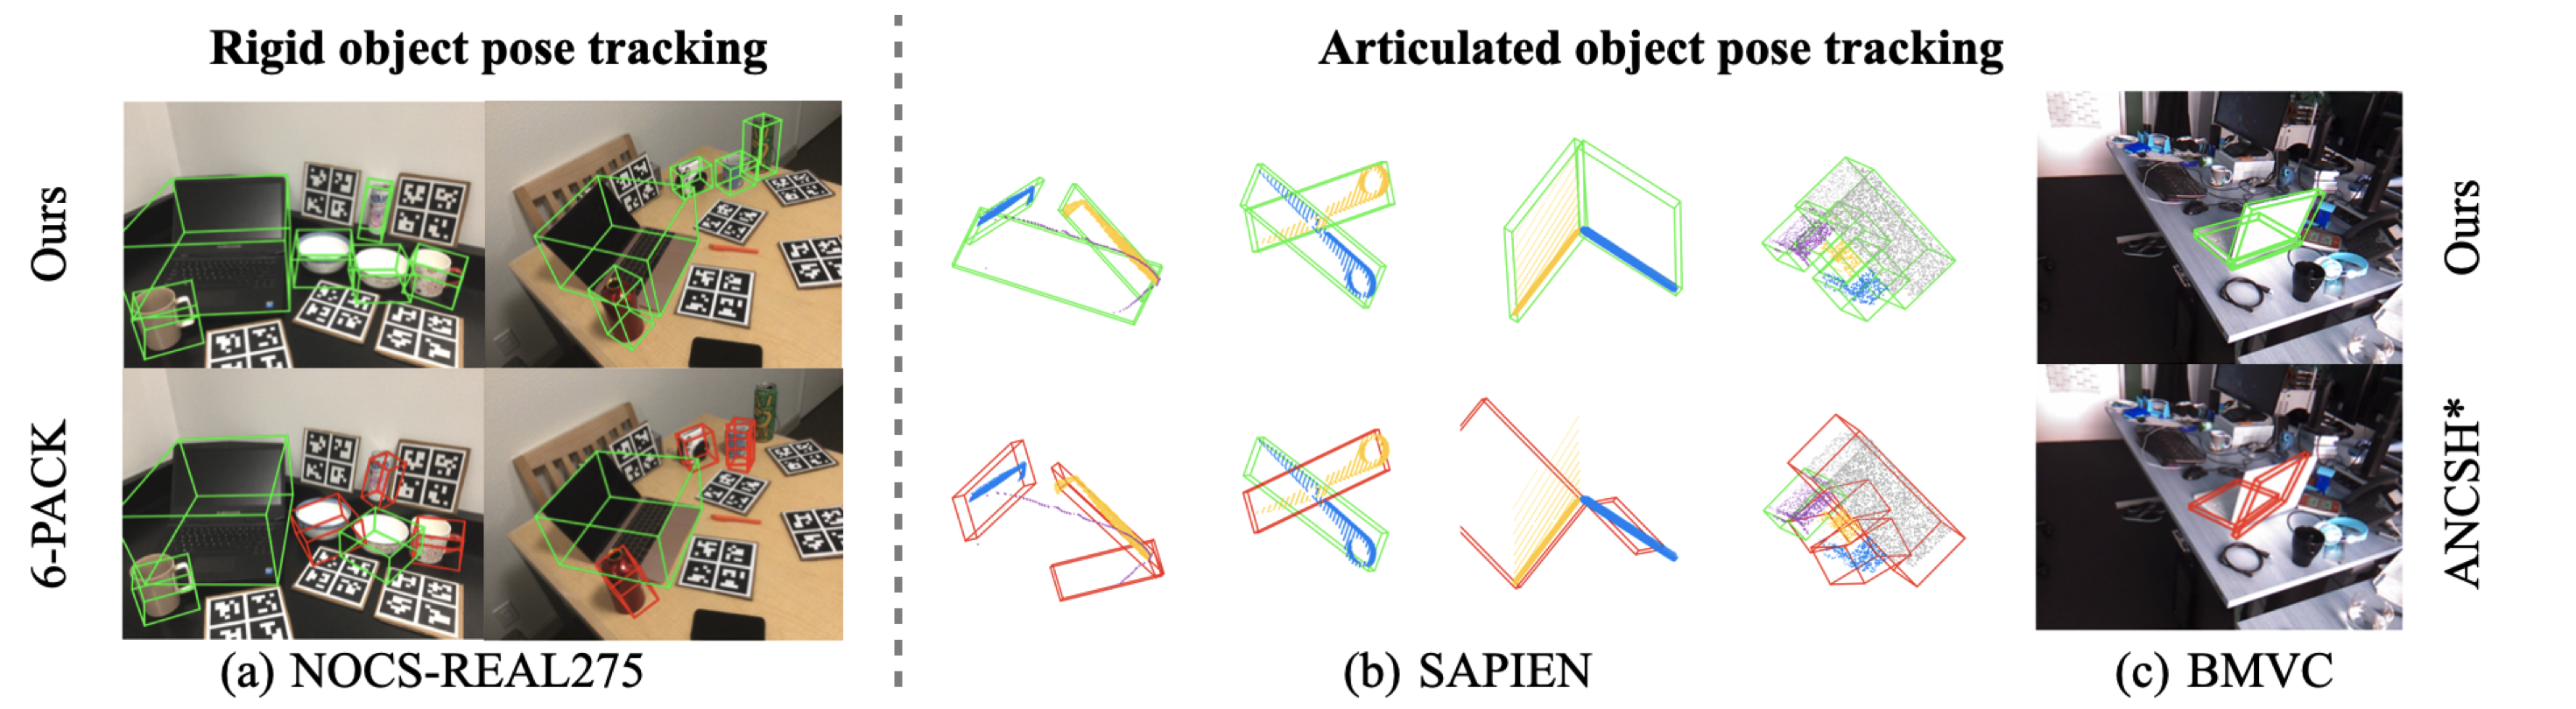 Rigid object pose tracking
Articulated object pose tracking
Ours
6-PACK
Ours
ANCSH*
(a) NOCS-REAL275
(b) SAPIEN
(c) BMVC